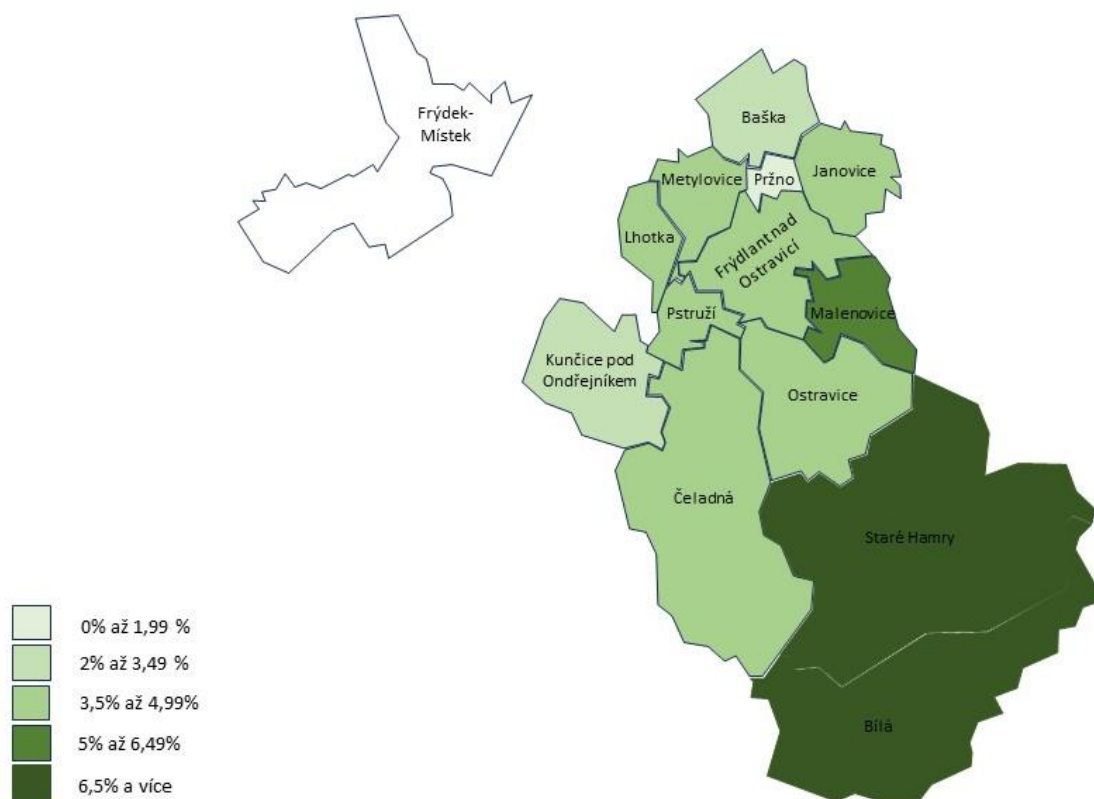 Frýdek-
Místek
Baška
Metylovice
Pržno
Janovice
Lhotka
Frýdlant nad
Ostravicí
Pstruží
Malenovice
Kunčice pod
Ondřejníkem
Ostravice
Čeladná
Staré Hamry
Bílá
0% až 1,99 %
2% až 3,49 %
3,5% až 4,99%
5% až 6,49%
6,5% a více